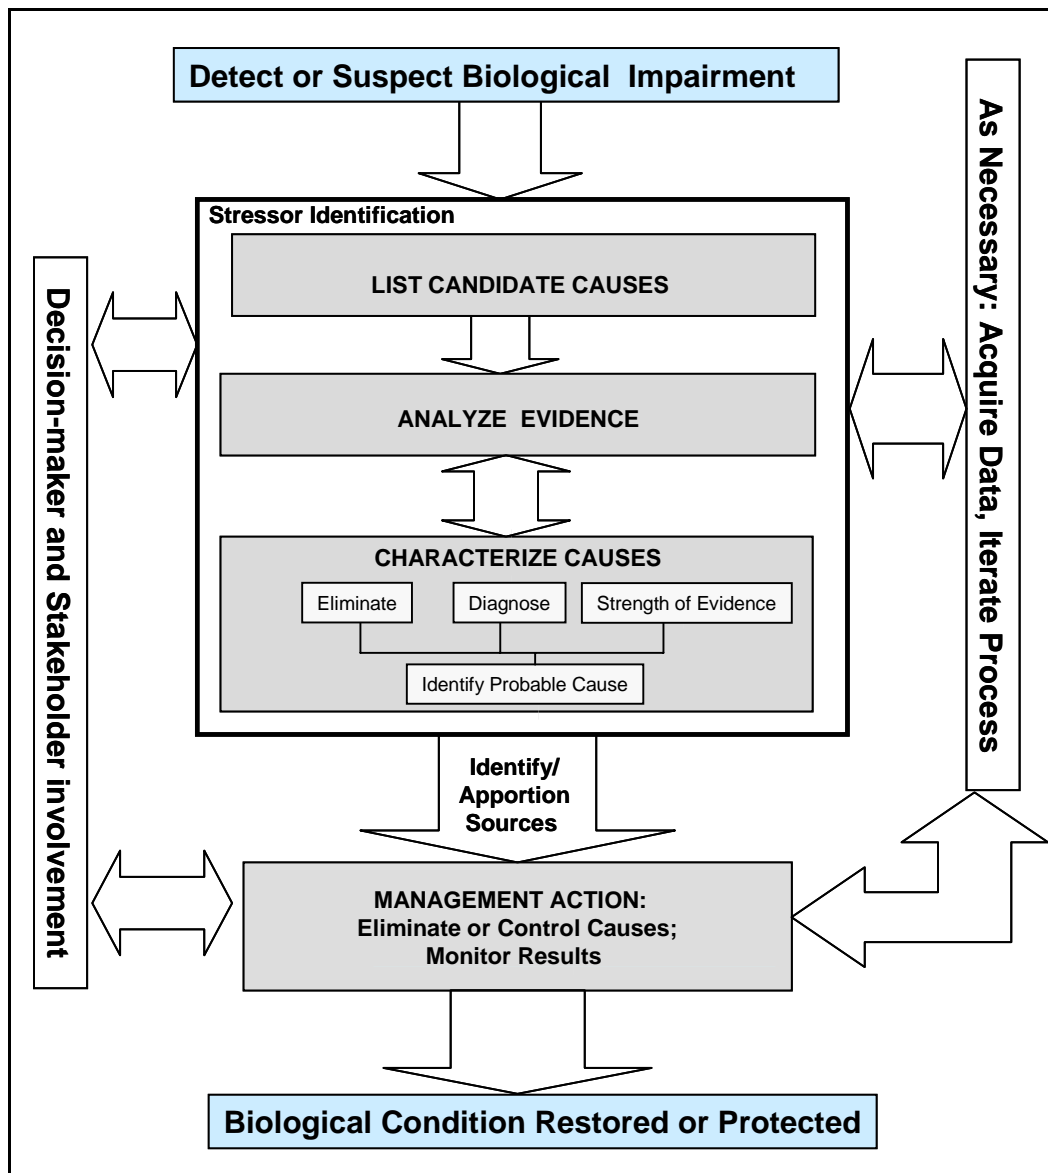 Detect or Suspect Biological Impairment
Stressor Identification
LIST CANDIDATE CAUSES
ANALYZE EVIDENCE
CHARACTERIZE CAUSES
Eliminate
Diagnose
Strength of Evidence
Identify Probable Cause
Identify/
Apportion
Sources
MANAGEMENT ACTION:
Eliminate or Control Causes;
Monitor Results
Biological Condition Restored or Protected
Decision-maker and Stakeholder involvement
As Necessary: Acquire Data, Iterate Process